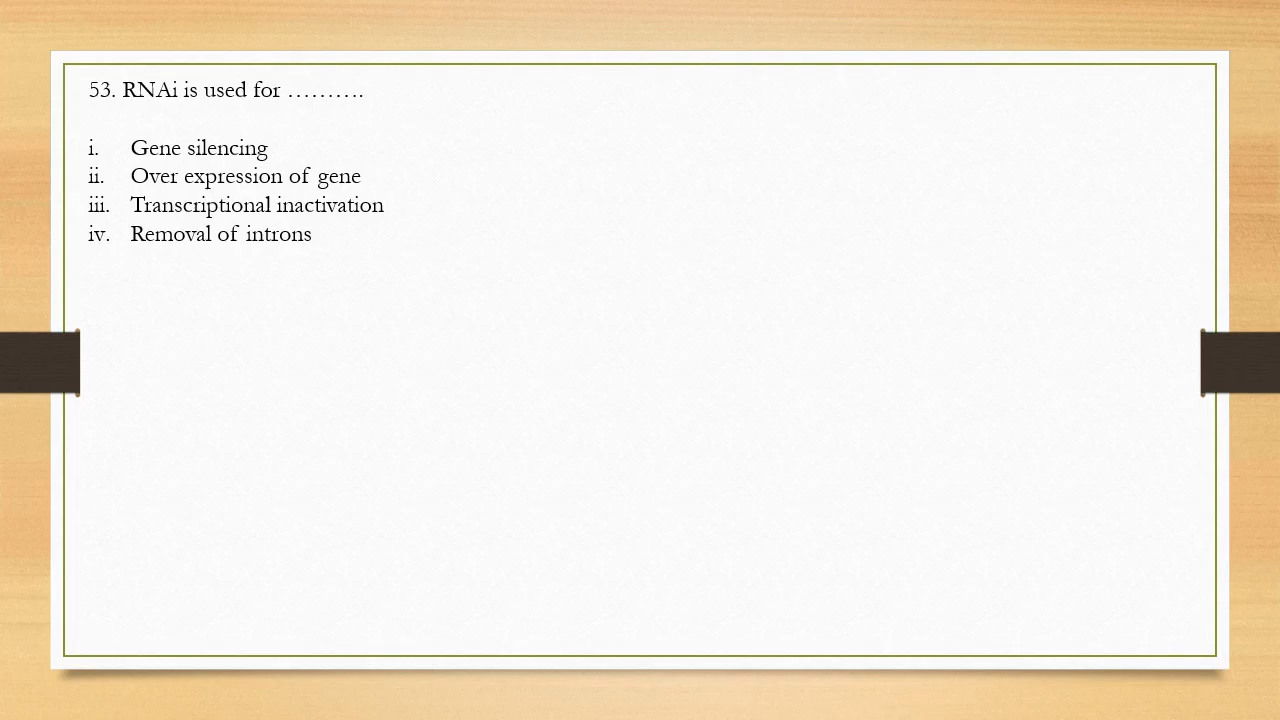 53. RNAi is used for ……….
i. Gene silencing
ii. Over expression of gene
iii. Transcriptional inactivation
iv. Removal of introns